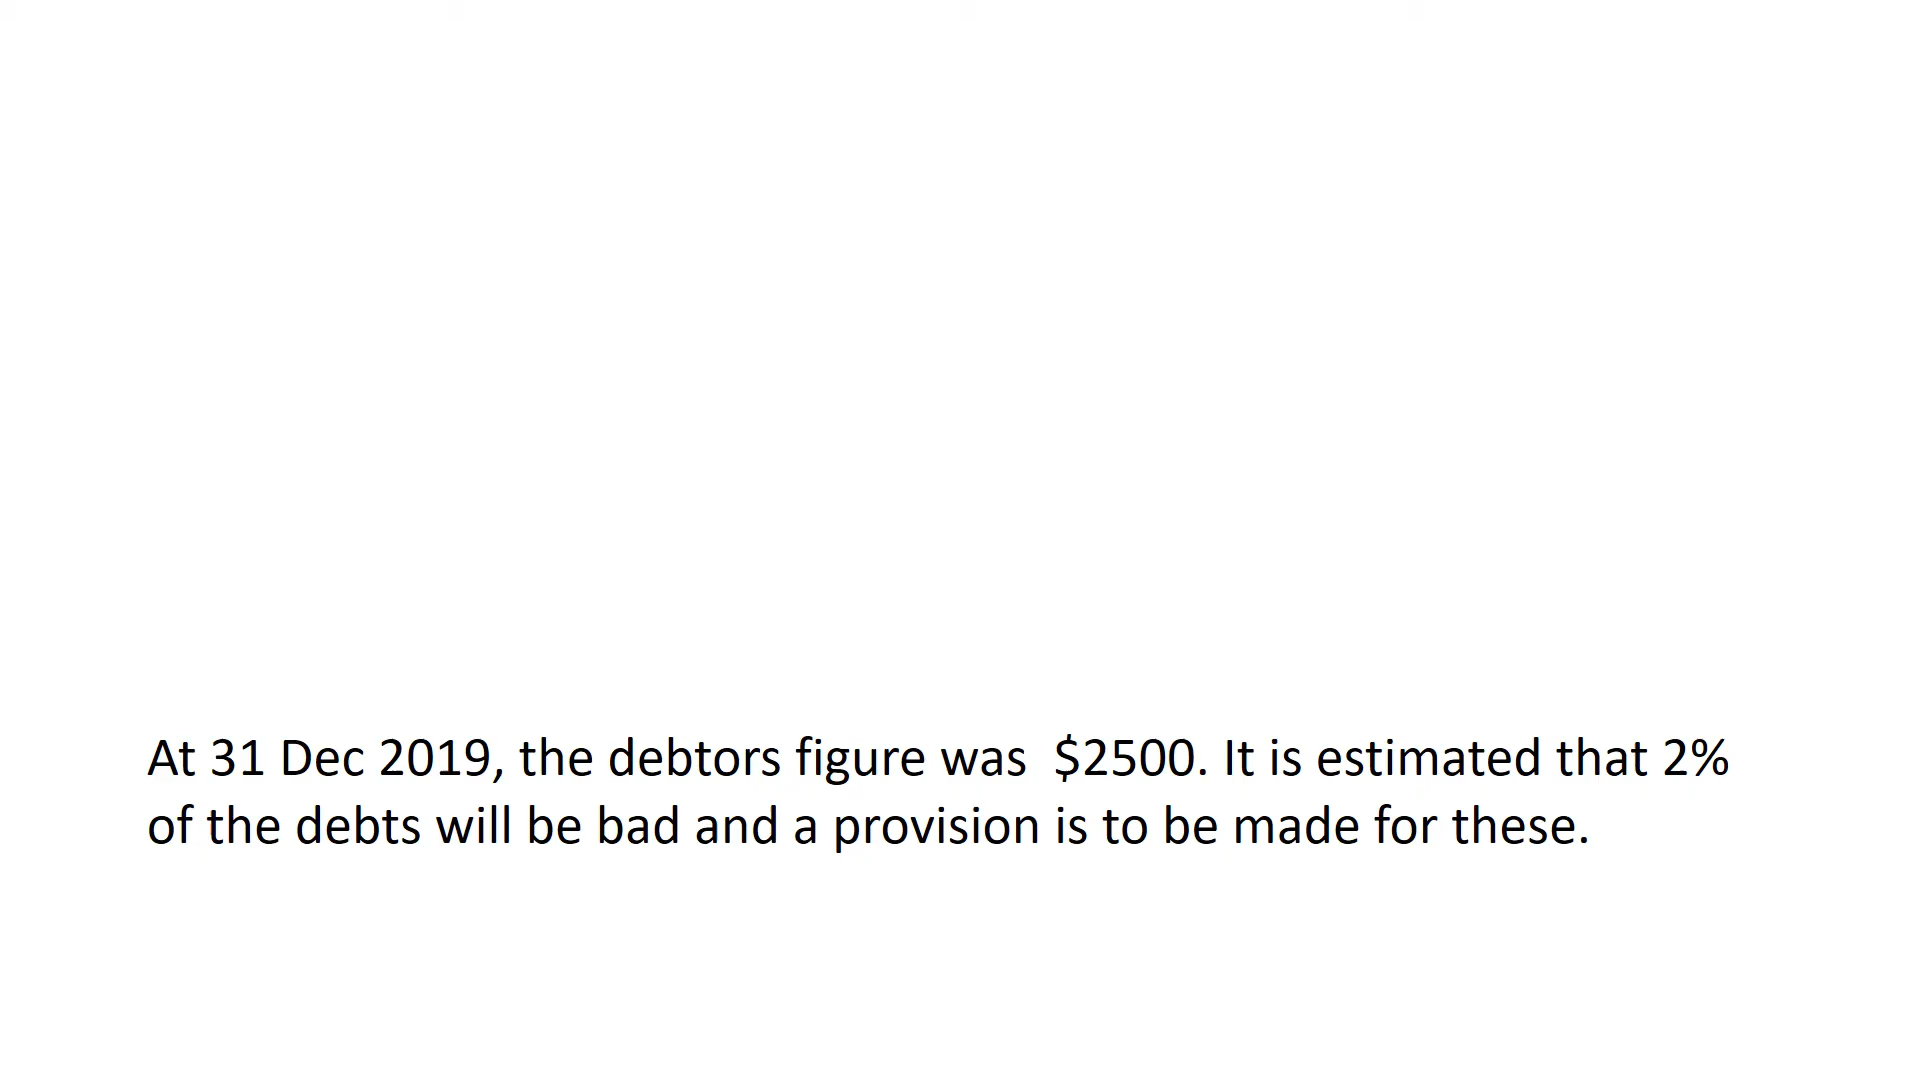 At 31 Dec 2019, the debtors figure was  $2500. It is estimated that 2%
of the debts will be bad and a provision is to be made for these.